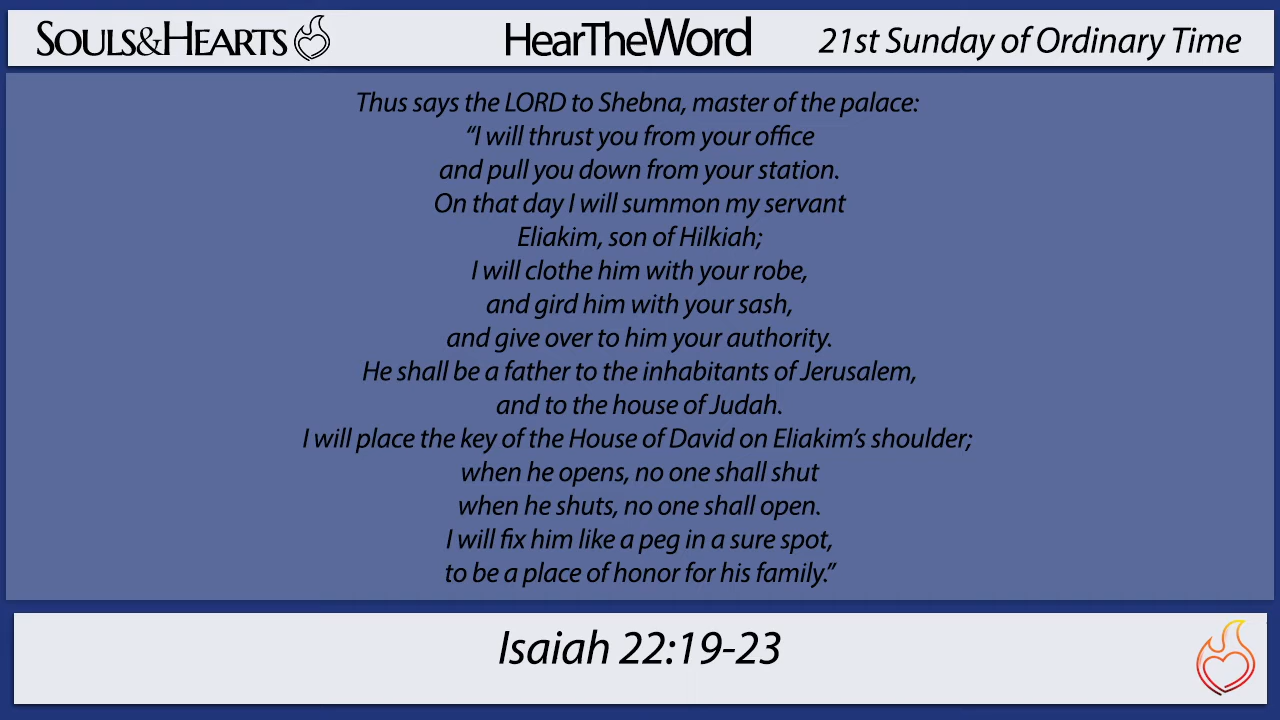 SOULS&HEARTS
HearTheWord
21st Sunday of Ordinary Time
Thus says the LORD to Shebna, master of the palace:
“I will thrust you from your office
and pull you down from your station.
On that day I will summon my servant
Eliakim, son of Hilkiah;
I will clothe him with your robe,
and gird him with your sash,
and give over to him your authority.
He shall be a father to the inhabitants of Jerusalem,
and to the house of Judah.
I will place the key of the House of David on Eliakim’s shoulder;
when he opens, no one shall shut
when he shuts, no one shall open.
I will fix him like a peg in a sure spot,
to be a place of honor for his family.”
Isaiah 22:19-23